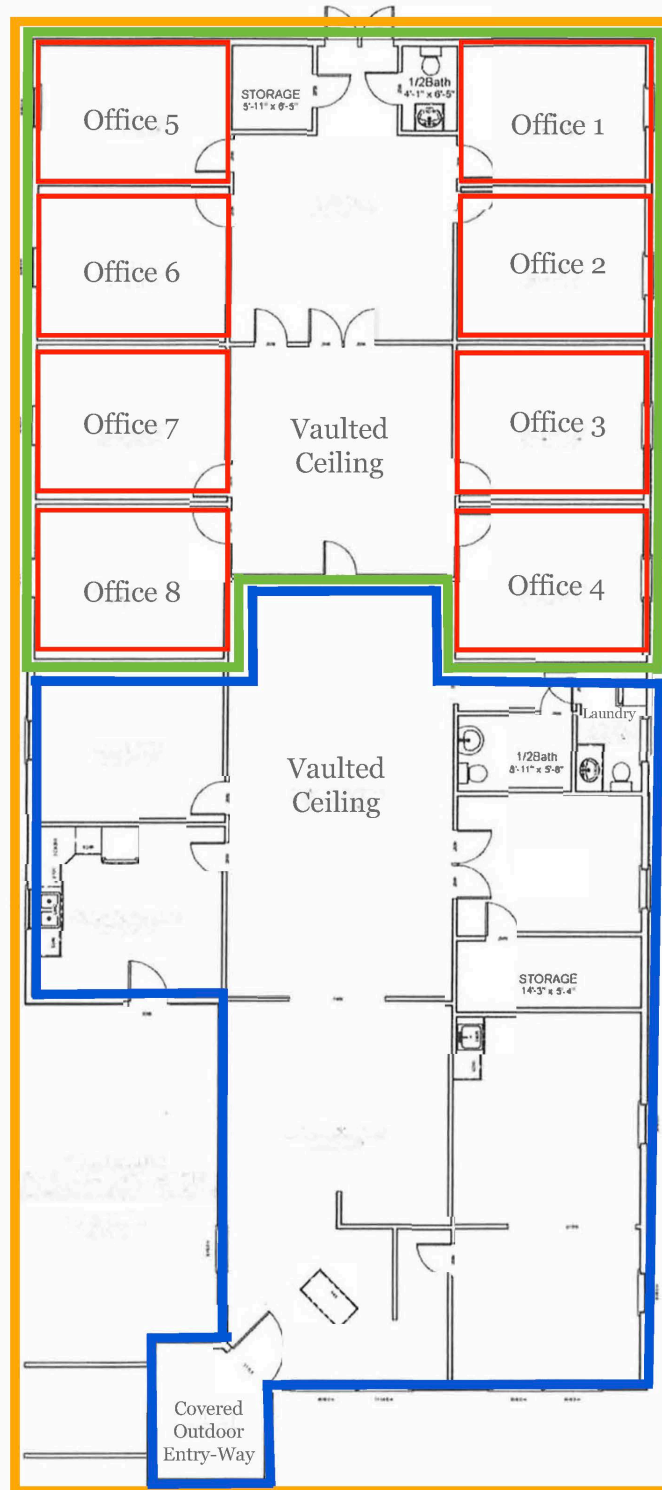 STORAGE
5'-11" x 6'-5"
1/2Bath
4'-1" x 6'-5"
Office 5
Office 1
Office 6
Office 2
Office 7
Vaulted
Ceiling
Office 3
Office 8
Office 4
Laundry
1/2Bath
8'-11" x 5'-8"
Vaulted
Ceiling
STORAGE
14'-3" x 5'-4"
Covered
Outdoor
Entry-Way